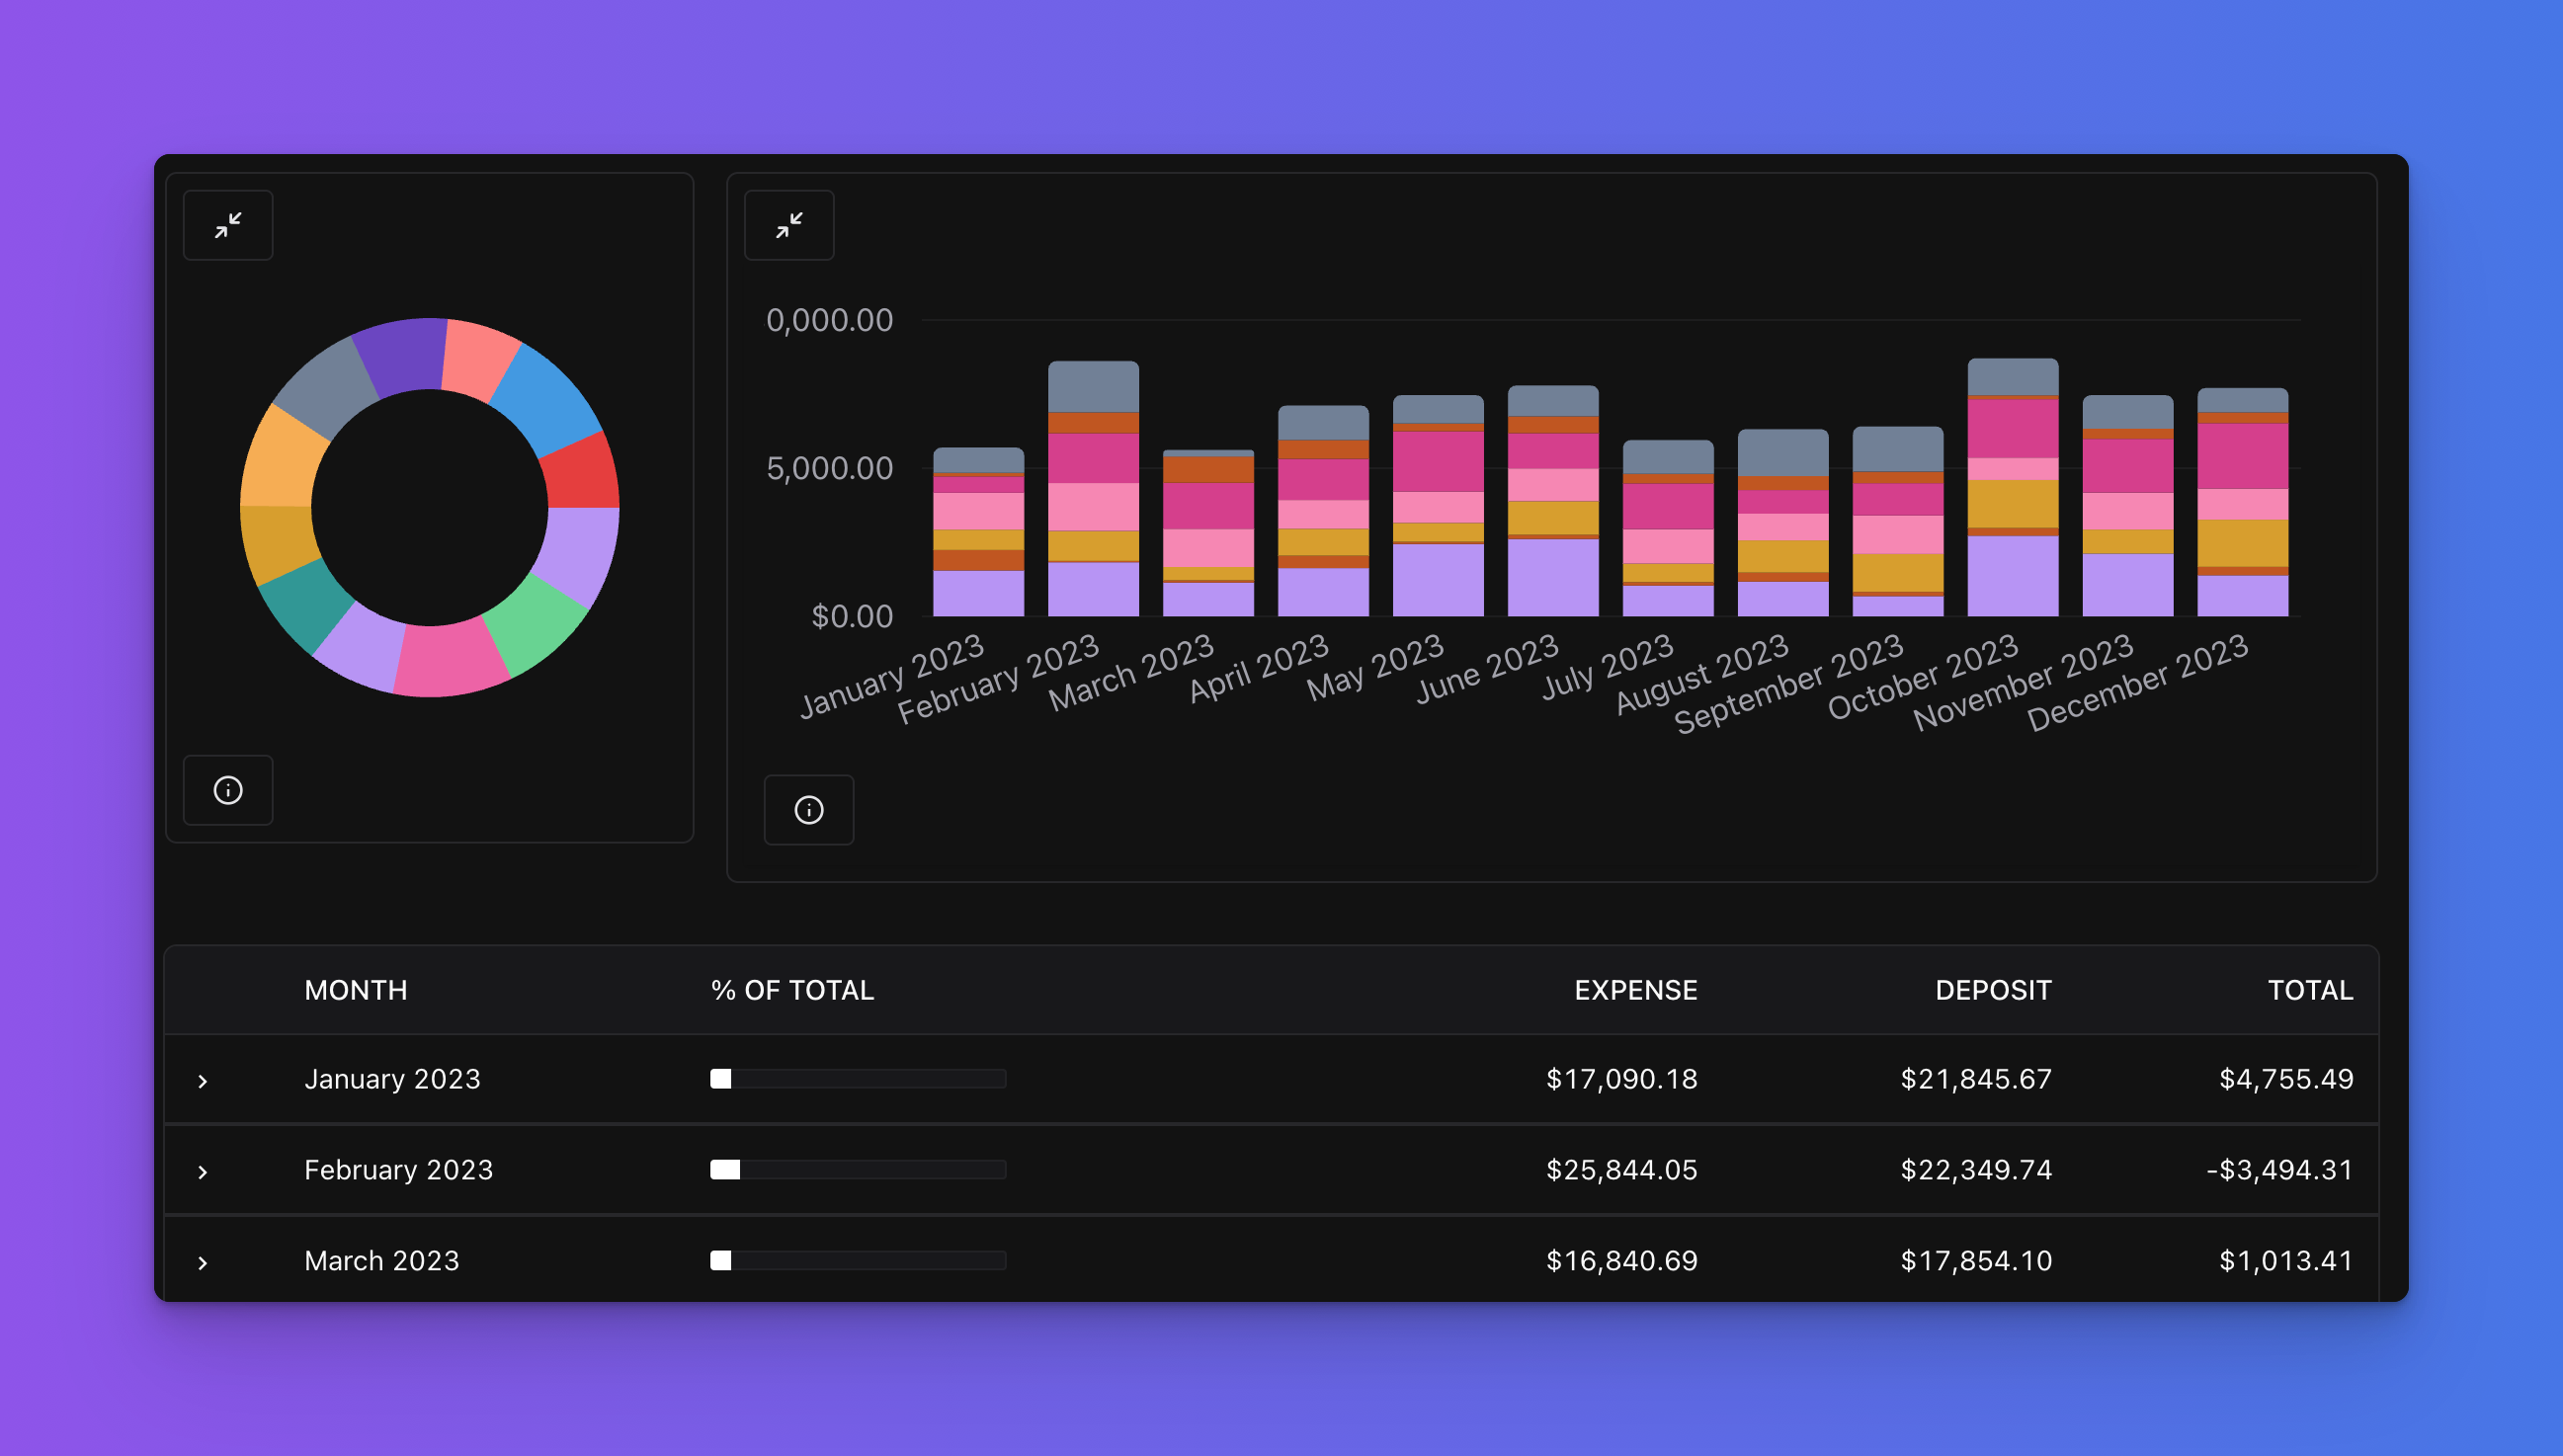 0,000.00
5,000.00
$0.00
January 2023
February 2023
March 2023
April 2023
May 2023
June 2023
July 2023
August 2023
September 2023
October 2023
November 2023
December 2023
MONTH % OF TOTAL EXPENSE DEPOSIT TOTAL
January 2023 $17,090.18 $21,845.67 $4,755.49
February 2023 $25,844.05 $22,349.74 -$3,494.31
March 2023 $16,840.69 $17,854.10 $1,013.41